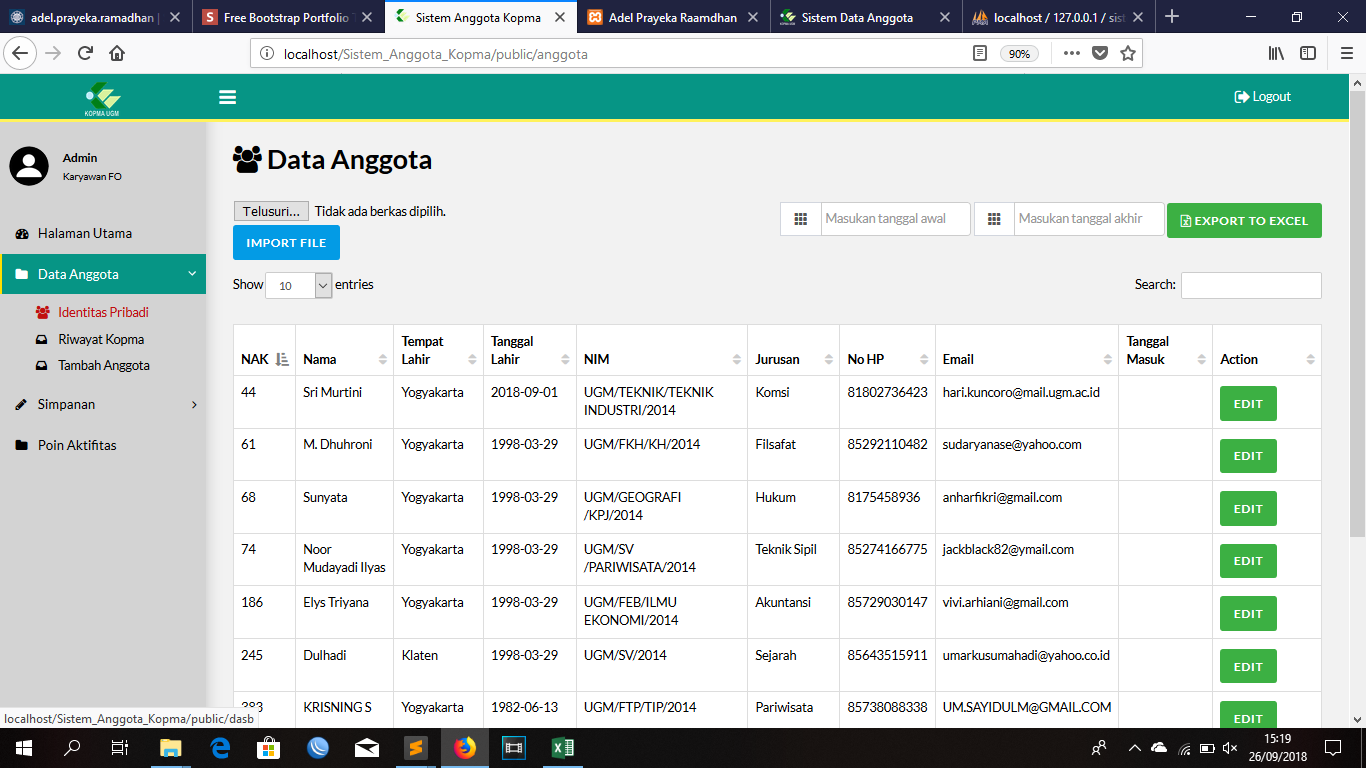 adel.prayeka.ramadhan |
Free Bootstrap Portfolio T
Sistem Anggota Kopma
Adel Prayeka Raamdhan
Sistem Data Anggota
localhost / 127.0.0.1 / sist
localhost/Sistem_Anggota_Kopma/public/anggota
90%
KOPMA UGM
Logout
Admin
Karyawan FO
Halaman Utama
Data Anggota
Identitas Pribadi
Riwayat Kopma
Tambah Anggota
Simpanan
Poin Aktifitas
Data Anggota
Telusuri... Tidak ada berkas dipilih.
Masukan tanggal awal
Masukan tanggal akhir
EXPORT TO EXCEL
IMPORT FILE
Show 10 entries
Search:
NAK Nama Tempat Lahir Tanggal Lahir NIM Jurusan No HP Email Tanggal Masuk Action
44 Sri Murtini Yogyakarta 2018-09-01 UGM/TEKNIK/TEKNIK INDUSTRI/2014 Komsi 81802736423 hari.kuncoro@mail.ugm.ac.id EDIT
61 M. Dhuhroni Yogyakarta 1998-03-29 UGM/FKH/KH/2014 Filsafat 85292110482 sudaryanase@yahoo.com EDIT
68 Sunyata Yogyakarta 1998-03-29 UGM/GEOGRAFI /KPJ/2014 Hukum 8175458936 anharfikri@gmail.com EDIT
74 Noor Mudayadi Ilyas Yogyakarta 1998-03-29 UGM/SV /PARIWISATA/2014 Teknik Sipil 85274166775 jackblack82@ymail.com EDIT
186 Elys Triyana Yogyakarta 1998-03-29 UGM/FEB/ILMU EKONOMI/2014 Akuntansi 85729030147 vivi.arhiani@gmail.com EDIT
245 Dulhadi Klaten 1998-03-29 UGM/SV/2014 Sejarah 85643515911 umarkusumahadi@yahoo.co.id EDIT
KRISNING S Yogyakarta 1982-06-13 UGM/FTP/TIP/2014 Pariwisata 85738088338 UM.SAYIDULM@GMAIL.COM EDIT
localhost/Sistem_Anggota_Kopma/public/dasb
15:19
26/09/2018